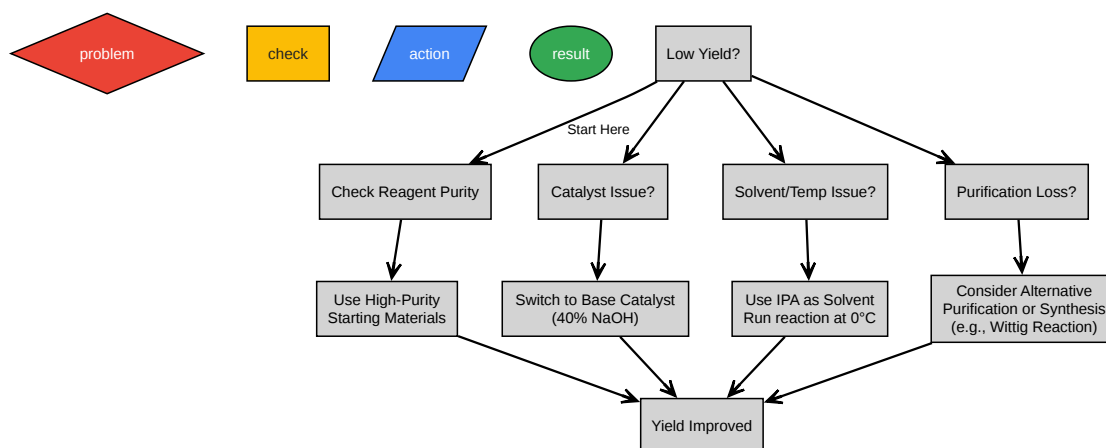 problem
check
action
result
Low Yield?
Start Here
Check Reagent Purity
Catalyst Issue?
Solvent/Temp Issue?
Purification Loss?
Use High-Purity
Starting Materials
Switch to Base Catalyst
(40% NaOH)
Use IPA as Solvent
Run reaction at 0°C
Consider Alternative
Purification or Synthesis
(e.g., Wittig Reaction)
Yield Improved